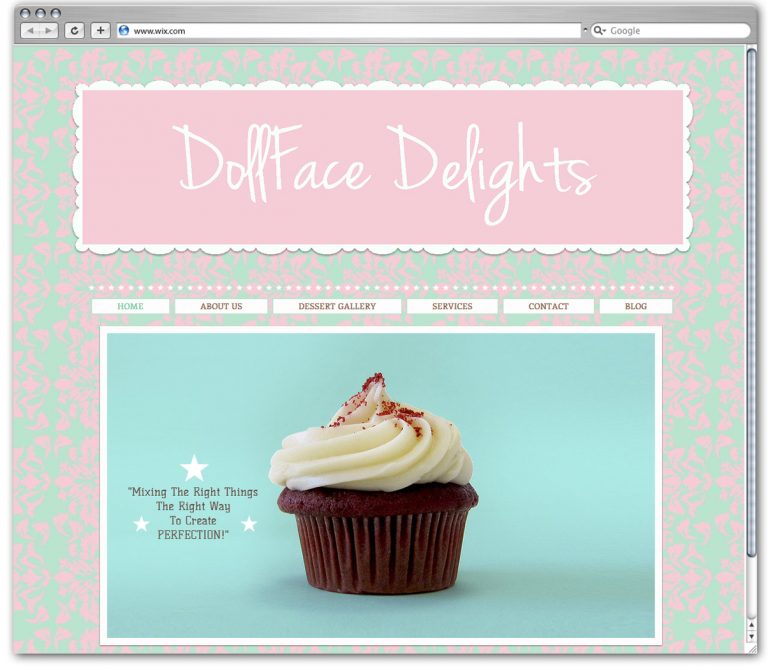 www.wix.com
Google
DollFace Delights
HOME ABOUT US DESSERT GALLERY SERVICES CONTACT BLOG
"Mixing The Right Things
The Right Way
To Create
PERFECTION!"